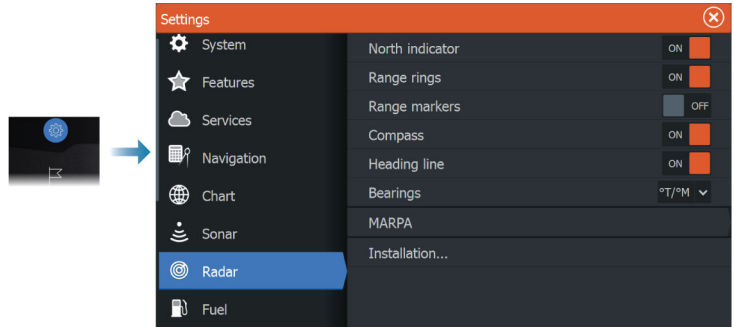 Settings
System
Features
Services
Navigation
Chart
Sonar
Radar
Fuel
North indicator ON
Range rings ON
Range markers OFF
Compass ON
Heading line ON
Bearings °T/°M
MARPA
Installation...